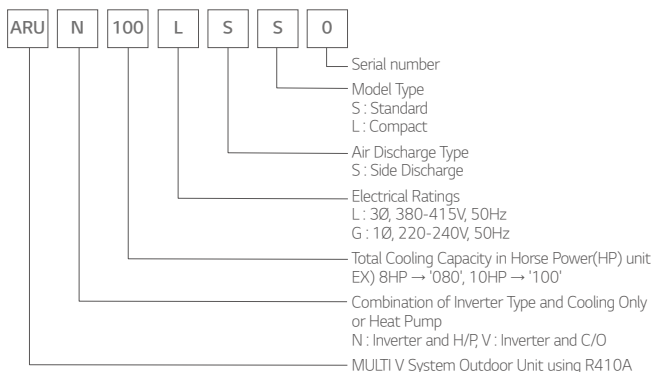 ARU N 100 L S S 0
Serial number
Model Type
S : Standard
L : Compact
Air Discharge Type
S : Side Discharge
Electrical Ratings
L : 3Ø, 380-415V, 50Hz
G : 1Ø, 220-240V, 50Hz
Total Cooling Capacity in Horse Power(HP) unit
EX) 8HP → '080', 10HP → '100'
Combination of Inverter Type and Cooling Only
or Heat Pump
N : Inverter and H/P, V : Inverter and C/O
MULTI V System Outdoor Unit using R410A